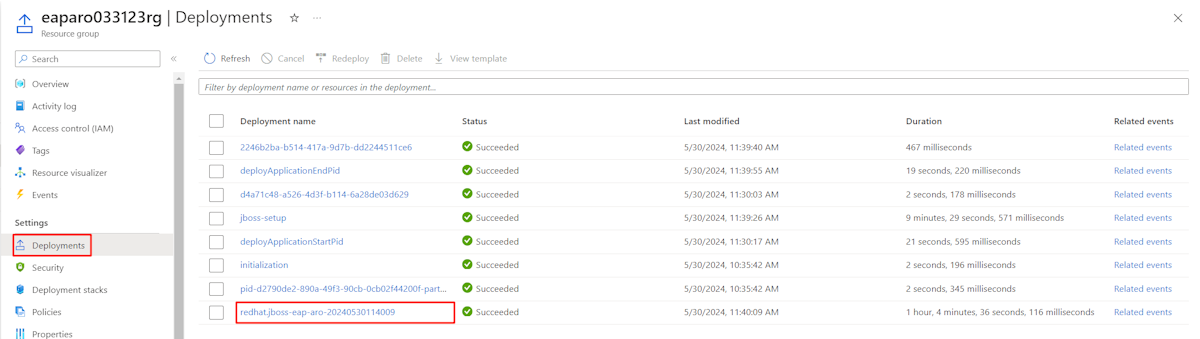 eaparo033123rg | Deployments ☆ ...
Resource group
Search «
Overview
Activity log
Access control (IAM)
Tags
Resource visualizer
Events
Settings
Deployments
Security
Deployment stacks
Policies
Properties
Refresh Cancel Redeploy Delete View template
Filter by deployment name or resources in the deployment...
Deployment name Status Last modified Duration Related events
2246b2ba-b514-417a-9d7b-dd2244511ce6 Succeeded 5/30/2024, 11:39:40 AM 467 milliseconds Related events
deployApplicationEndPid Succeeded 5/30/2024, 11:39:55 AM 19 seconds, 220 milliseconds Related events
d4a71c48-a526-4d3f-b114-6a28de03d629 Succeeded 5/30/2024, 11:30:03 AM 2 seconds, 178 milliseconds Related events
jboss-setup Succeeded 5/30/2024, 11:39:26 AM 9 minutes, 29 seconds, 571 milliseconds Related events
deployApplicationStartPid Succeeded 5/30/2024, 11:30:17 AM 21 seconds, 595 milliseconds Related events
initialization Succeeded 5/30/2024, 10:35:42 AM 2 seconds, 196 milliseconds Related events
pid-d2790de2-890a-49f3-90cb-0cb02f44200f-part... Succeeded 5/30/2024, 10:35:42 AM 2 seconds, 345 milliseconds Related events
redhat.jboss-eap-aro-20240530114009 Succeeded 5/30/2024, 11:40:09 AM 1 hour, 4 minutes, 36 seconds, 116 milliseconds Related events